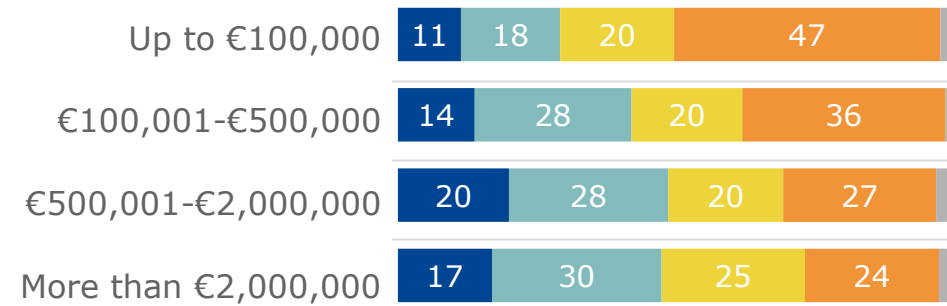 Up to €100,000 11 18 20 47
€100,001-€500,000 14 28 20 36
€500,001-€2,000,000 20 28 20 27
More than €2,000,000 17 30 25 24